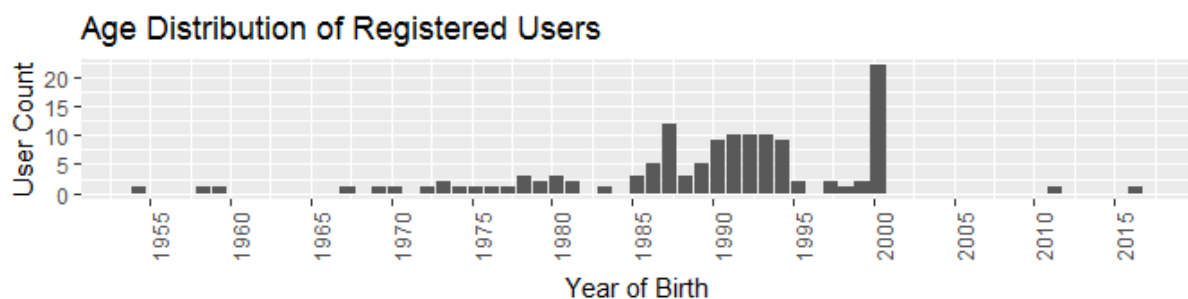 Age Distribution of Registered Users
User Count
20
15
10
5
0
1955 1960 1965 1970 1975 1980 1985 1990 1995 2000 2005 2010 2015
Year of Birth